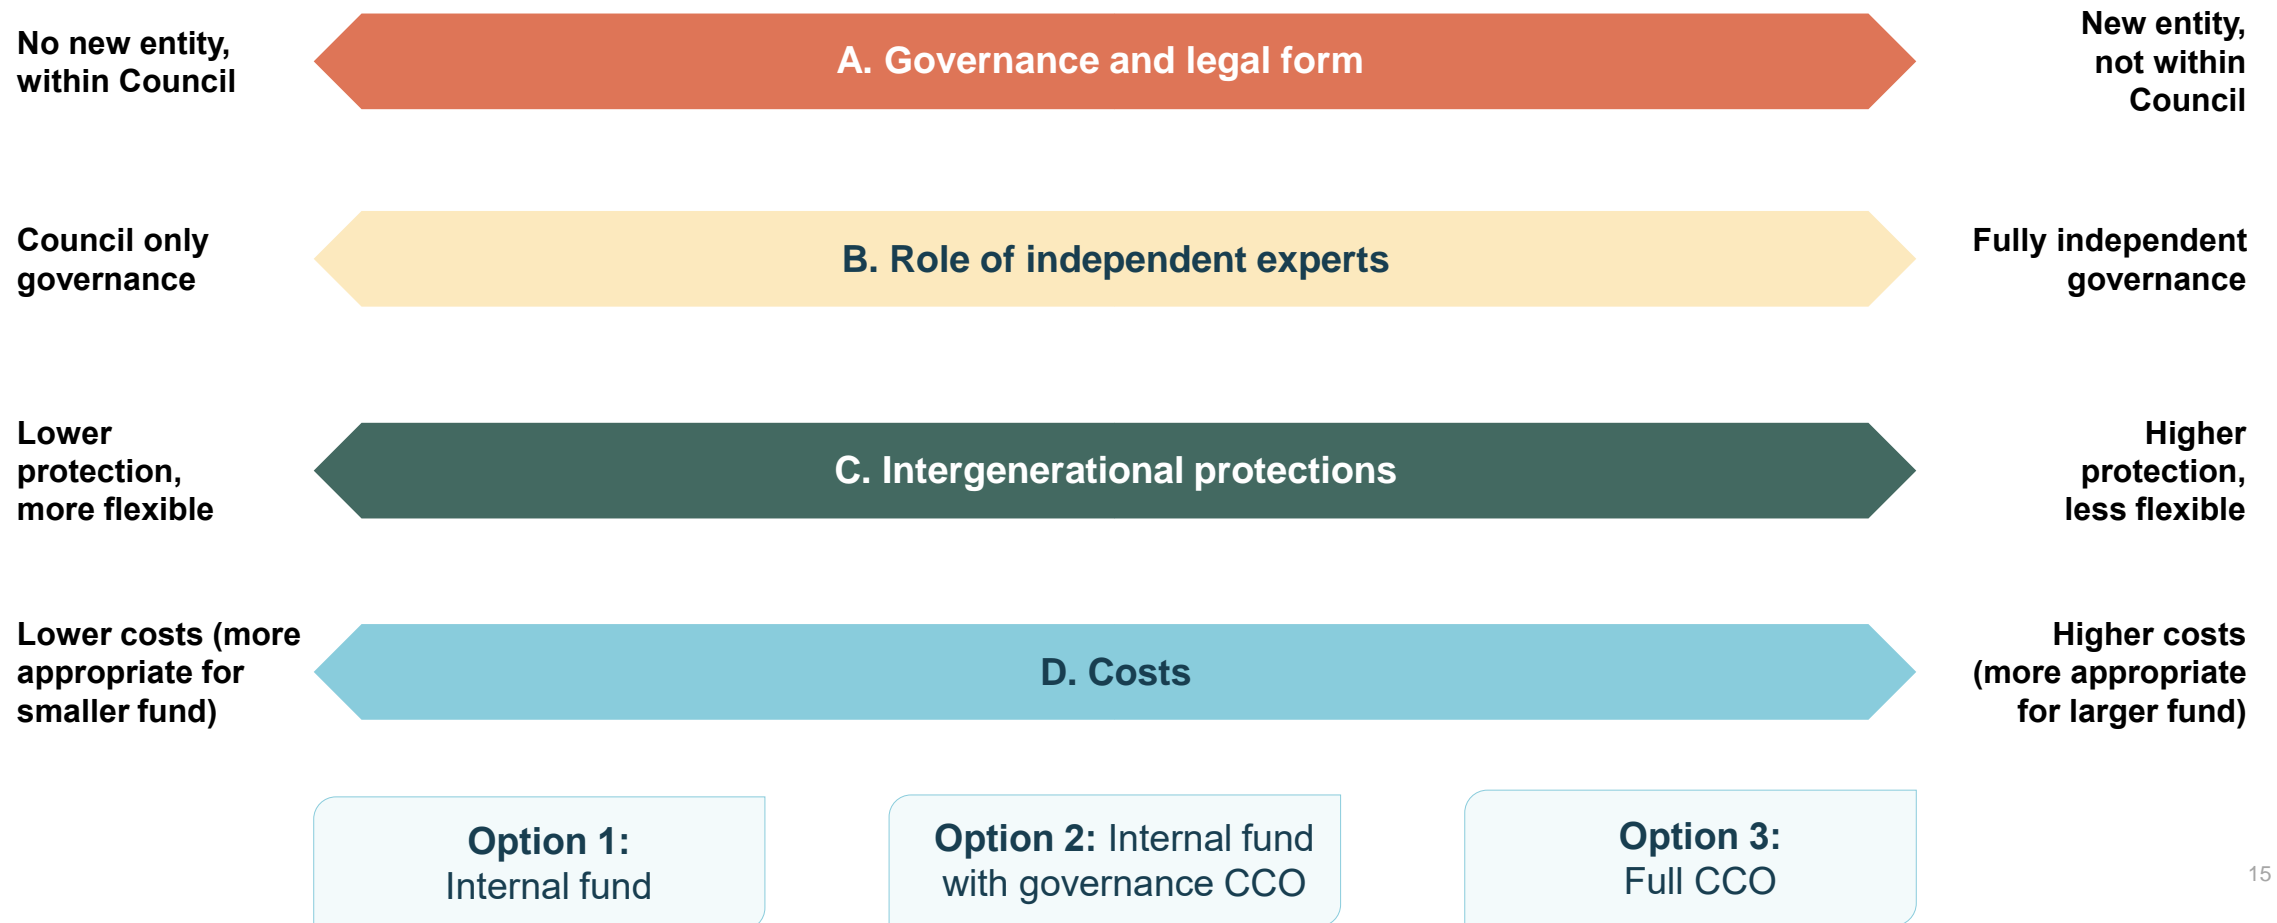 No new entity,
within Council
A. Governance and legal form
New entity,
not within
Council
Council only
governance
B. Role of independent experts
Fully independent
governance
Lower
protection,
more flexible
C. Intergenerational protections
Higher
protection,
less flexible
Lower costs (more
appropriate for
smaller fund)
D. Costs
Higher costs
(more appropriate
for larger fund)
Option 1:
Internal fund
Option 2: Internal fund
with governance CCO
Option 3:
Full CCO
15